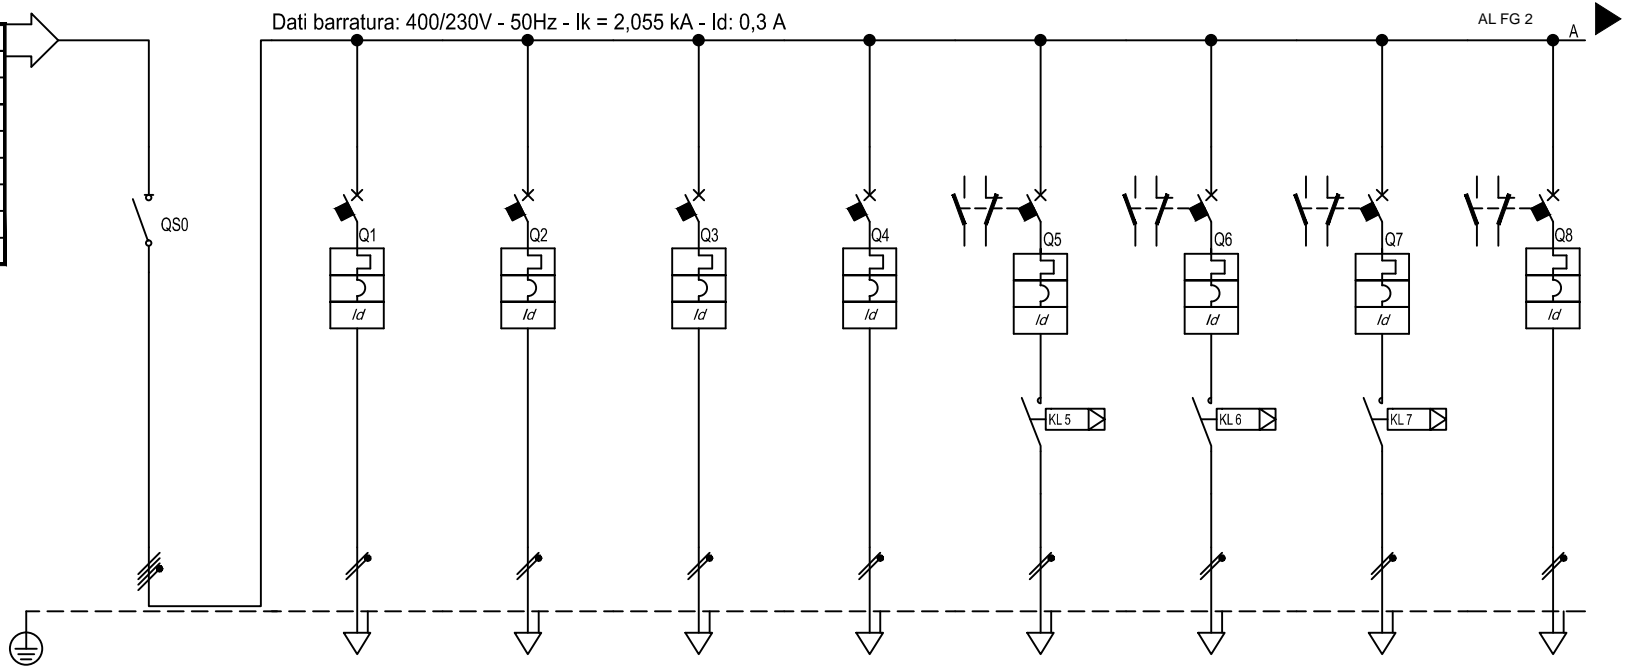 Dati barratura: 400/230V - 50Hz - Ik = 2,055 kA - Id: 0,3 A
AL FG 2
A
QS0
Q1
Q2
Q3
Q4
Q5
Q6
Q7
Q8
Id
Id
Id
Id
Id
Id
Id
Id
KL 5
KL 6
KL 7